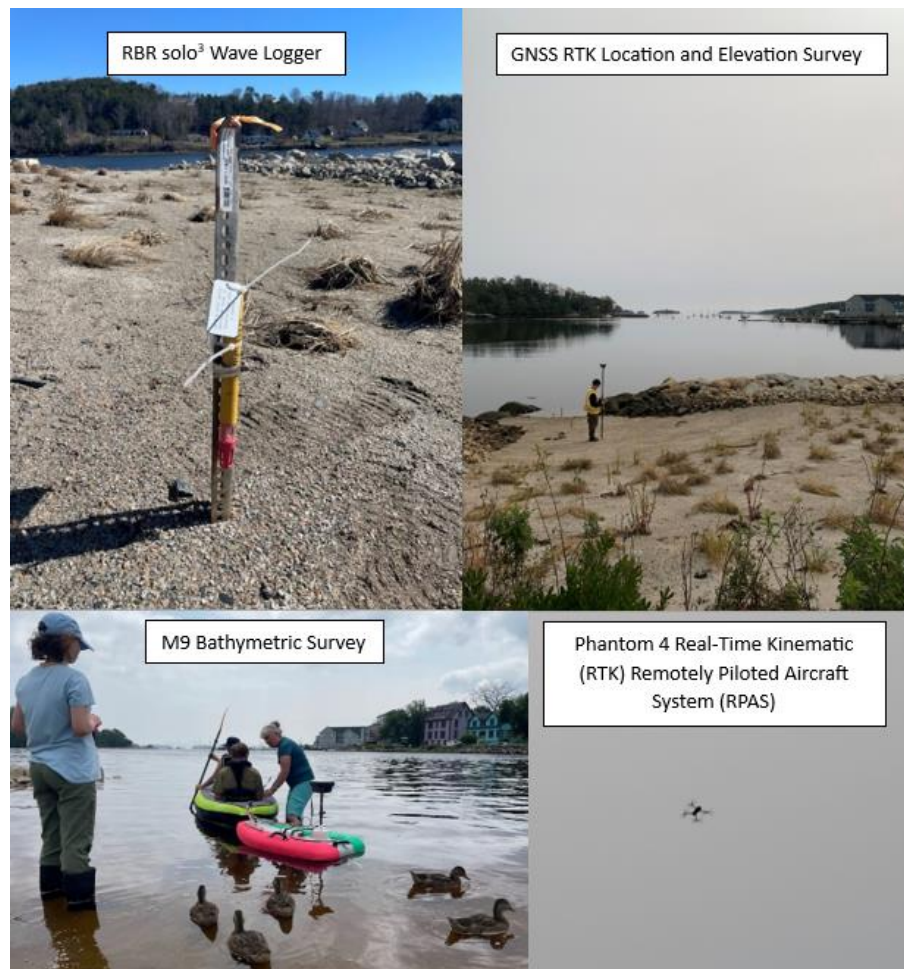 RBR solo³ Wave Logger
GNSS RTK Location and Elevation Survey
M9 Bathymetric Survey
Phantom 4 Real-Time Kinematic
(RTK) Remotely Piloted Aircraft
System (RPAS)